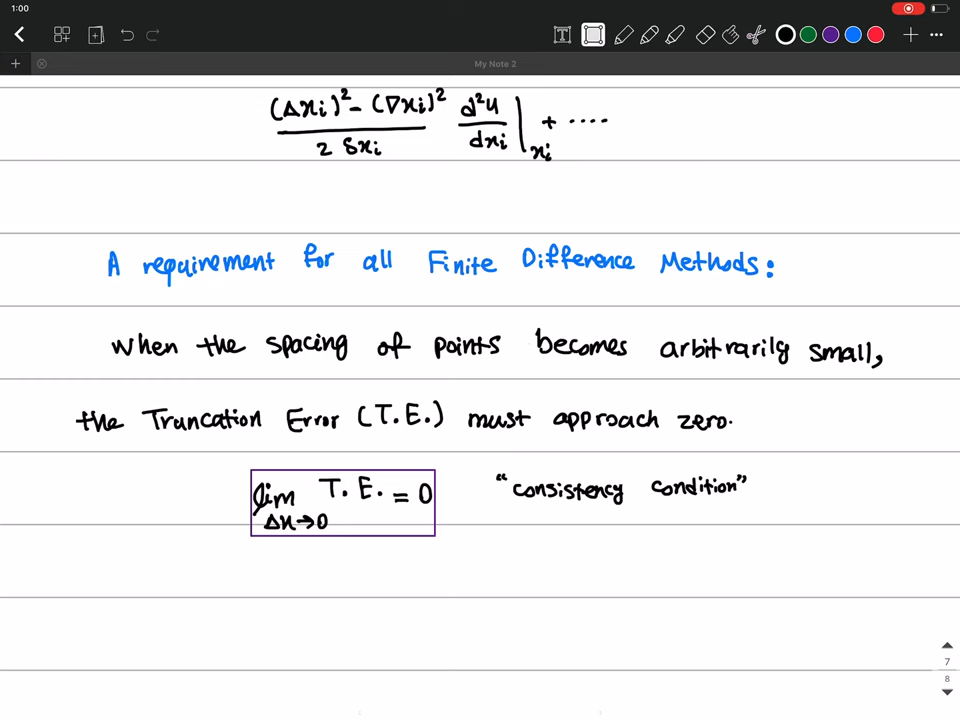 1:00
My Note 2
(Δxi)² - (∇xi)² / 2 δxi d²u / dxi |xi + ....
A requirement for all Finite Difference Methods:
when the spacing of points becomes arbitrarily small,
the Truncation Error (T.E.) must approach zero.
lim Δx→0 T.E. = 0 "consistency condition"
7
8